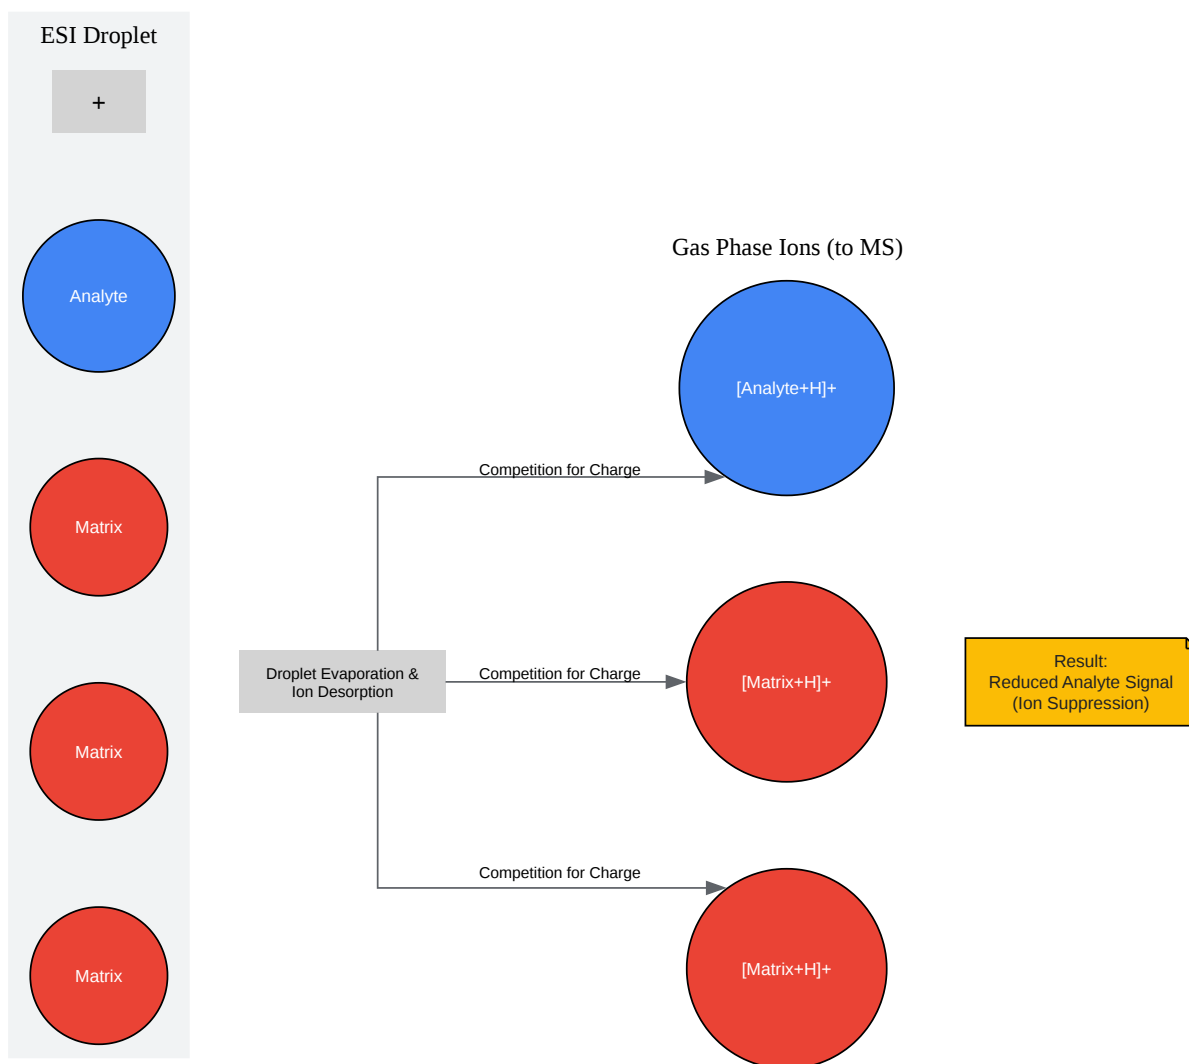 ESI Droplet
+
Analyte
Matrix
Matrix
Matrix
Droplet Evaporation &
Ion Desorption
Competition for Charge
Competition for Charge
Competition for Charge
Gas Phase Ions (to MS)
[Analyte+H]+
[Matrix+H]+
[Matrix+H]+
Result:
Reduced Analyte Signal
(Ion Suppression)